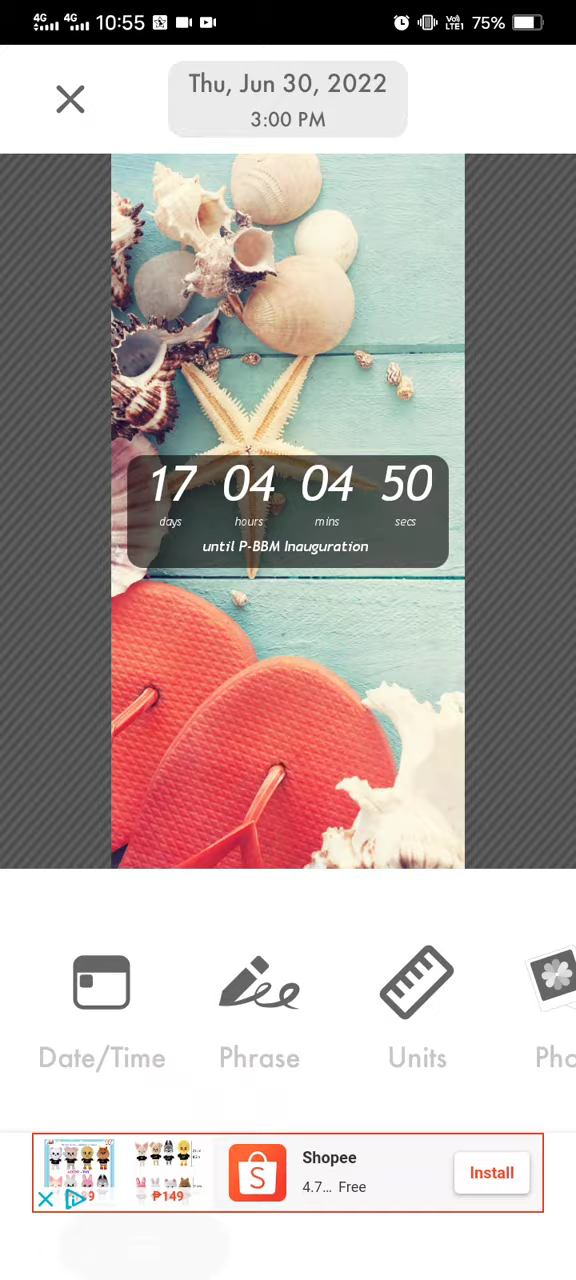 4G 4G 10:55 VoLTE1 75%
Thu, Jun 30, 2022
3:00 PM
17 04 04 50
days hours mins secs
until P-BBM Inauguration
Date/Time Phrase Units Pho
₱149
Shopee
4.7... Free
Install